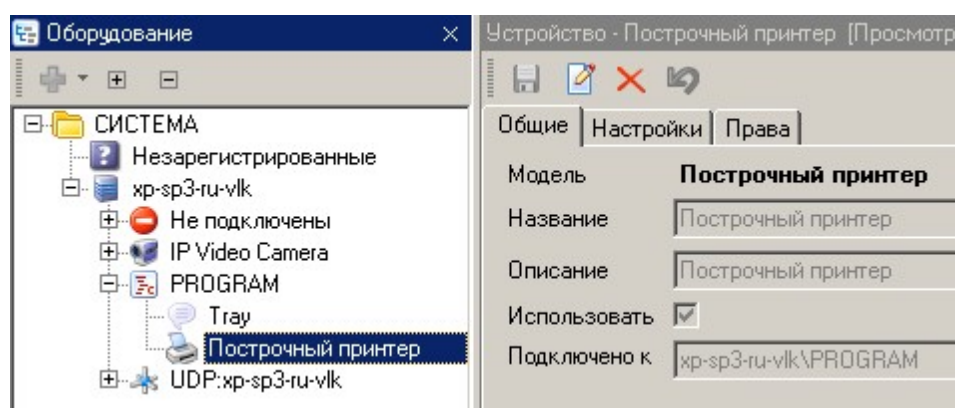 Оборудование
СИСТЕМА
Незарегистрированные
xp-sp3-ru-vlk
Не подключены
IP Video Camera
PROGRAM
Tray
Построчный принтер
UDP:xp-sp3-ru-vlk
Устройство - Построчный принтер [Просмотр
Общие Настройки Права
Модель Построчный принтер
Название Построчный принтер
Описание Построчный принтер
Использовать
Подключено к xp-sp3-ru-vlk\PROGRAM